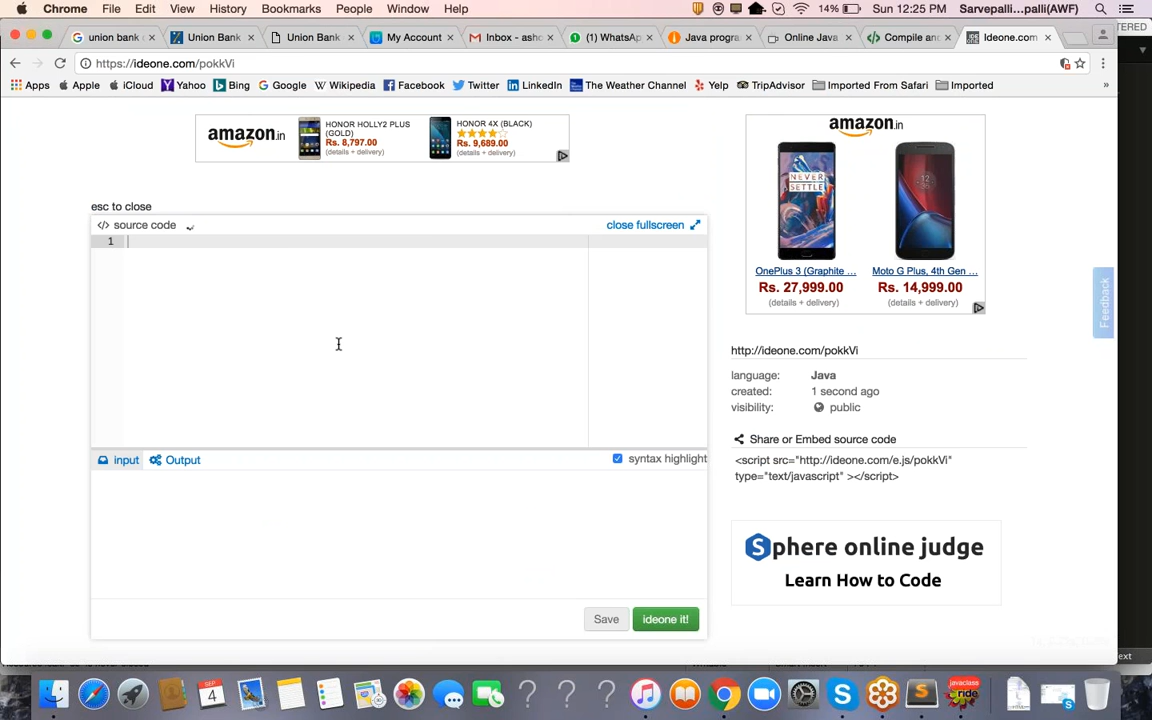 Chrome File Edit View History Bookmarks People Window Help 14% Sun 12:25 PM Sarvepalli...palli(AWF)
union bank Union Bank Union Bank My Account Inbox - asho (1) WhatsAp Java progra Online Java Compile an Ideone.com
https://ideone.com/pokkVi
Apps Apple iCloud Yahoo Bing Google Wikipedia Facebook Twitter LinkedIn The Weather Channel Yelp TripAdvisor Imported From Safari Imported »
amazon.in HONOR HOLLY2 PLUS (GOLD) Rs. 8,797.00 (details + delivery) HONOR 4X (BLACK) Rs. 9,689.00 (details + delivery)
amazon.in
NEVER SETTLE
OnePlus 3 (Graphite ... Moto G Plus, 4th Gen ...
Rs. 27,999.00 Rs. 14,999.00
(details + delivery) (details + delivery)
esc to close
</> source code close fullscreen
1
Feedback
http://ideone.com/pokkVi
language: Java
created: 1 second ago
visibility: public
Share or Embed source code
<script src="http://ideone.com/e.js/pokkVi"
type="text/javascript" ></script>
input Output syntax highlight
Sphere online judge
Learn How to Code
Save ideone it!
SEP
4
javaclass
ride